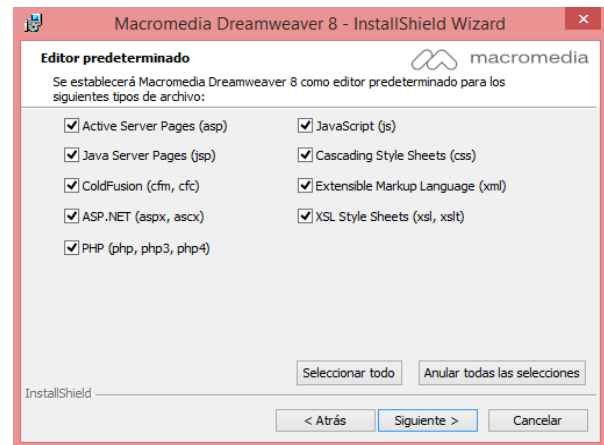 Macromedia Dreamweaver 8 - InstallShield Wizard
Editor predeterminado
macromedia
Se establecerá Macromedia Dreamweaver 8 como editor predeterminado para los
siguientes tipos de archivo:
Active Server Pages (asp)
JavaScript (js)
Java Server Pages (jsp)
Cascading Style Sheets (css)
ColdFusion (cfm, cfc)
Extensible Markup Language (xml)
ASP.NET (aspx, ascx)
XSL Style Sheets (xsl, xslt)
PHP (php, php3, php4)
Seleccionar todo
Anular todas las selecciones
InstallShield
< Atrás
Siguiente >
Cancelar